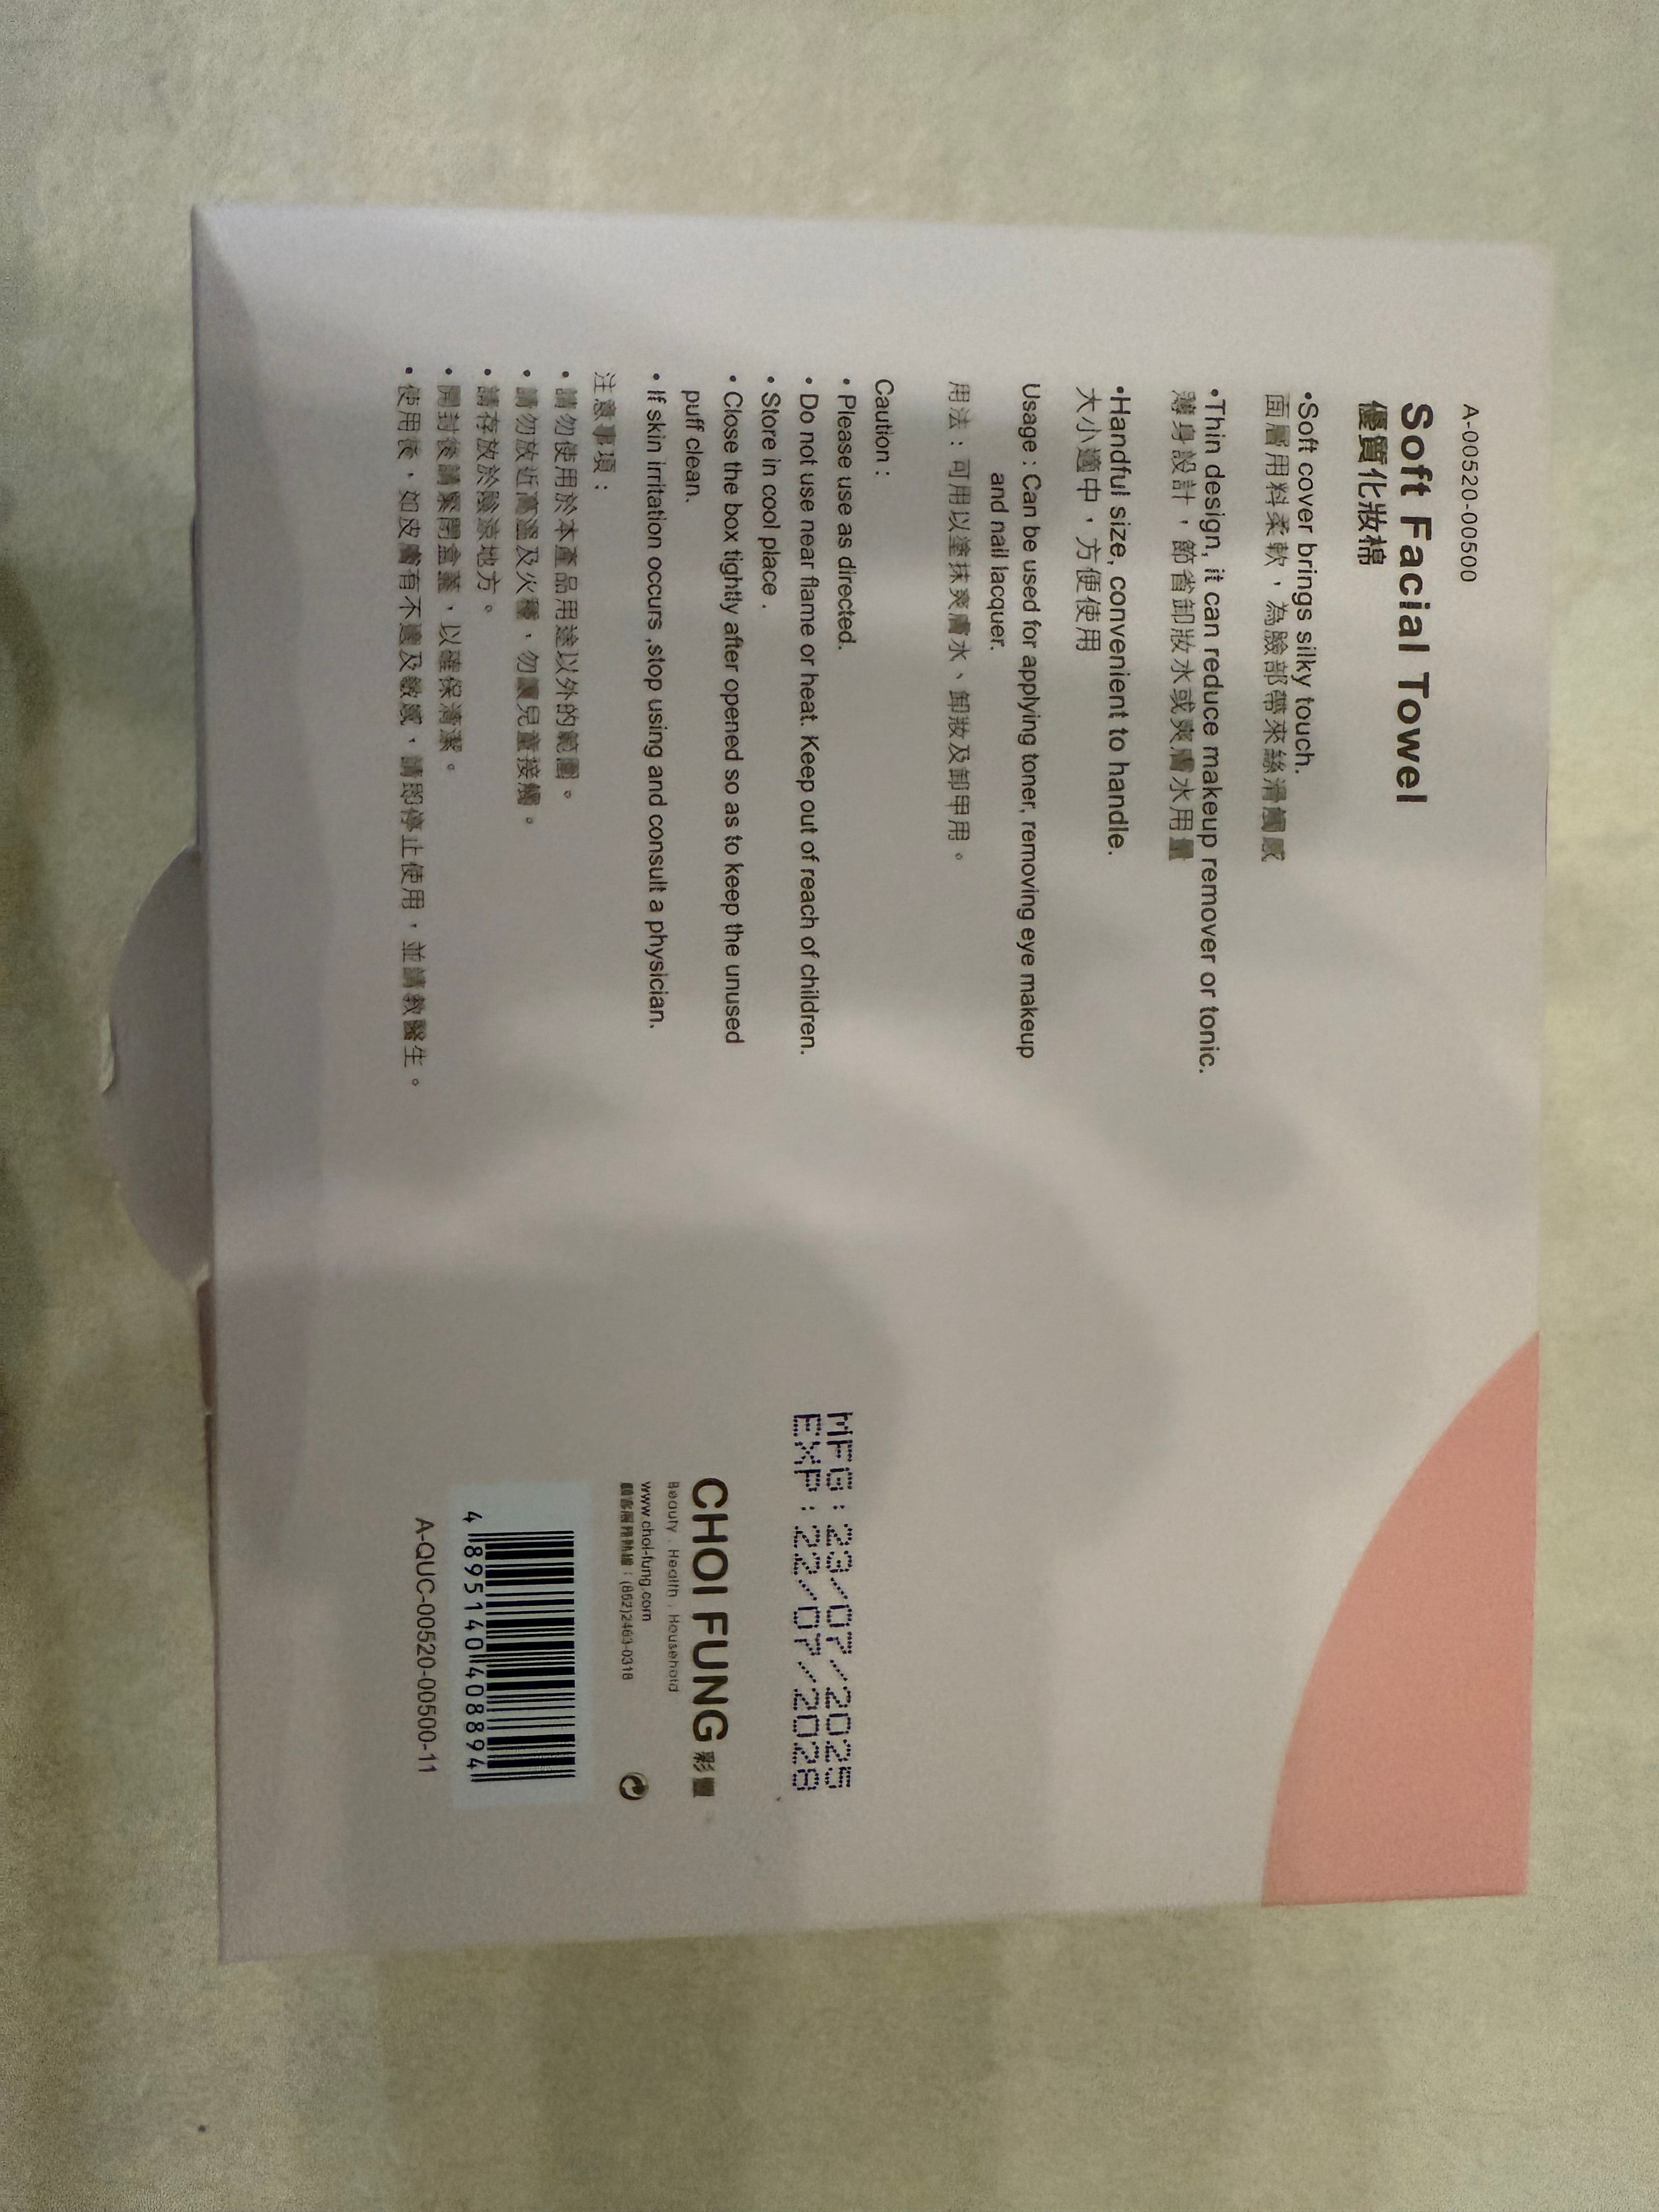 A-00520-00500
Soft Facial Towel
優質化妝棉
•Soft cover brings silky touch.
面層用料柔軟，為臉部帶來絲滑觸感
•Thin design, it can reduce makeup remover or tonic.
薄身設計，節省卸妝水或爽膚水用量
•Handful size, convenient to handle.
大小適中，方便使用
Usage : Can be used for applying toner, removing eye makeup
and nail lacquer.
用法：可用以塗抹爽膚水、卸妝及卸甲用。
Caution :
• Please use as directed.
• Do not use near flame or heat. Keep out of reach of children.
• Store in cool place .
• Close the box tightly after opened so as to keep the unused
puff clean.
• If skin irritation occurs ,stop using and consult a physician.
注意事項：
• 請勿使用於本產品用途以外的範圍。
• 請勿放近高溫及火種，勿讓兒童接觸。
• 請存放於陰涼地方。
• 開封後請緊閉盒蓋，以確保清潔。
• 使用後，如皮膚有不適及敏感，請即停止使用，並請教醫生。
MFG : 23/07/2025
EXP : 22/07/2028
CHOI FUNG 彩豐
Beauty . Health . Household
www.choi-fung.com
顧客服務熱線：(852)2463-0318
4 895140 408894
A-QUC-00520-00500-11